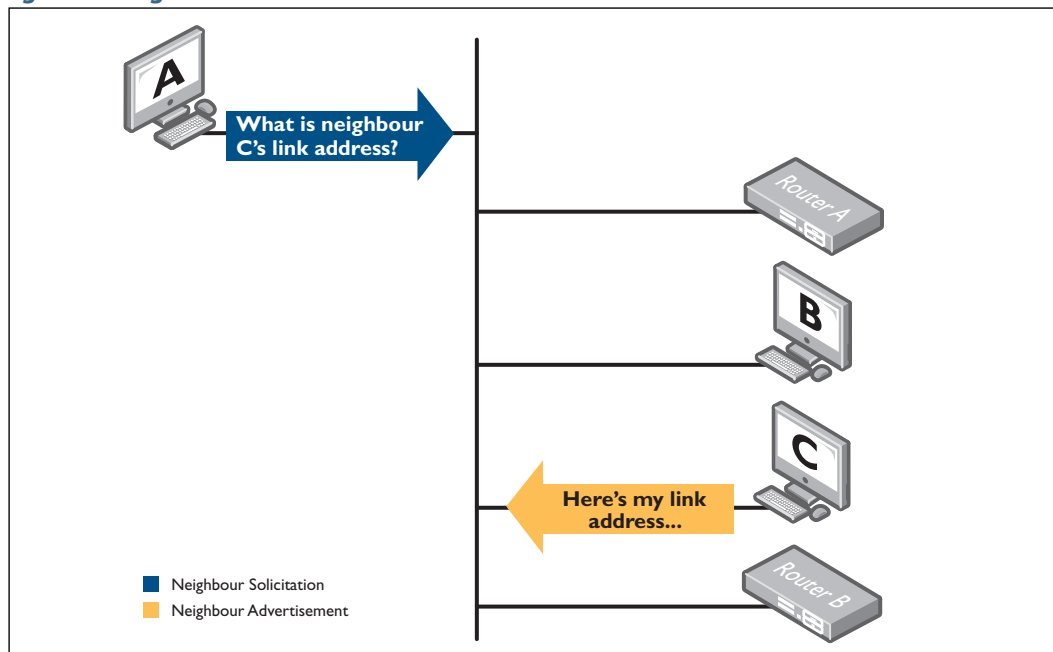 A
What is neighbour
C's link address?
Router A
B
C
Here's my link
address...
Router B
Neighbour Solicitation
Neighbour Advertisement